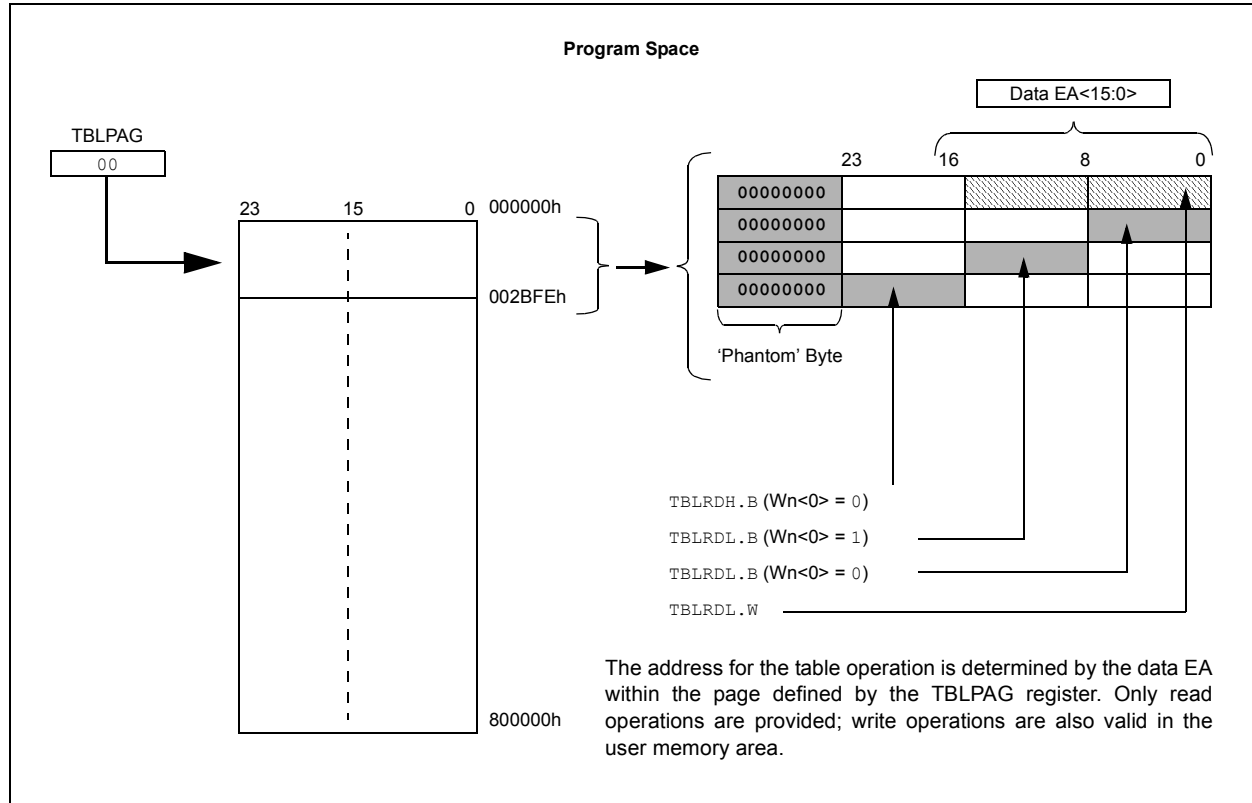 Program Space
Data EA<15:0>
TBLPAG
00
23 16 8 0
23 15 0
000000h
002BFEh
800000h
00000000
00000000
00000000
00000000
‘Phantom’ Byte
TBLRDH.B (Wn<0> = 0)
TBLRDL.B (Wn<0> = 1)
TBLRDL.B (Wn<0> = 0)
TBLRDL.W
The address for the table operation is determined by the data EA
within the page defined by the TBLPAG register. Only read
operations are provided; write operations are also valid in the
user memory area.